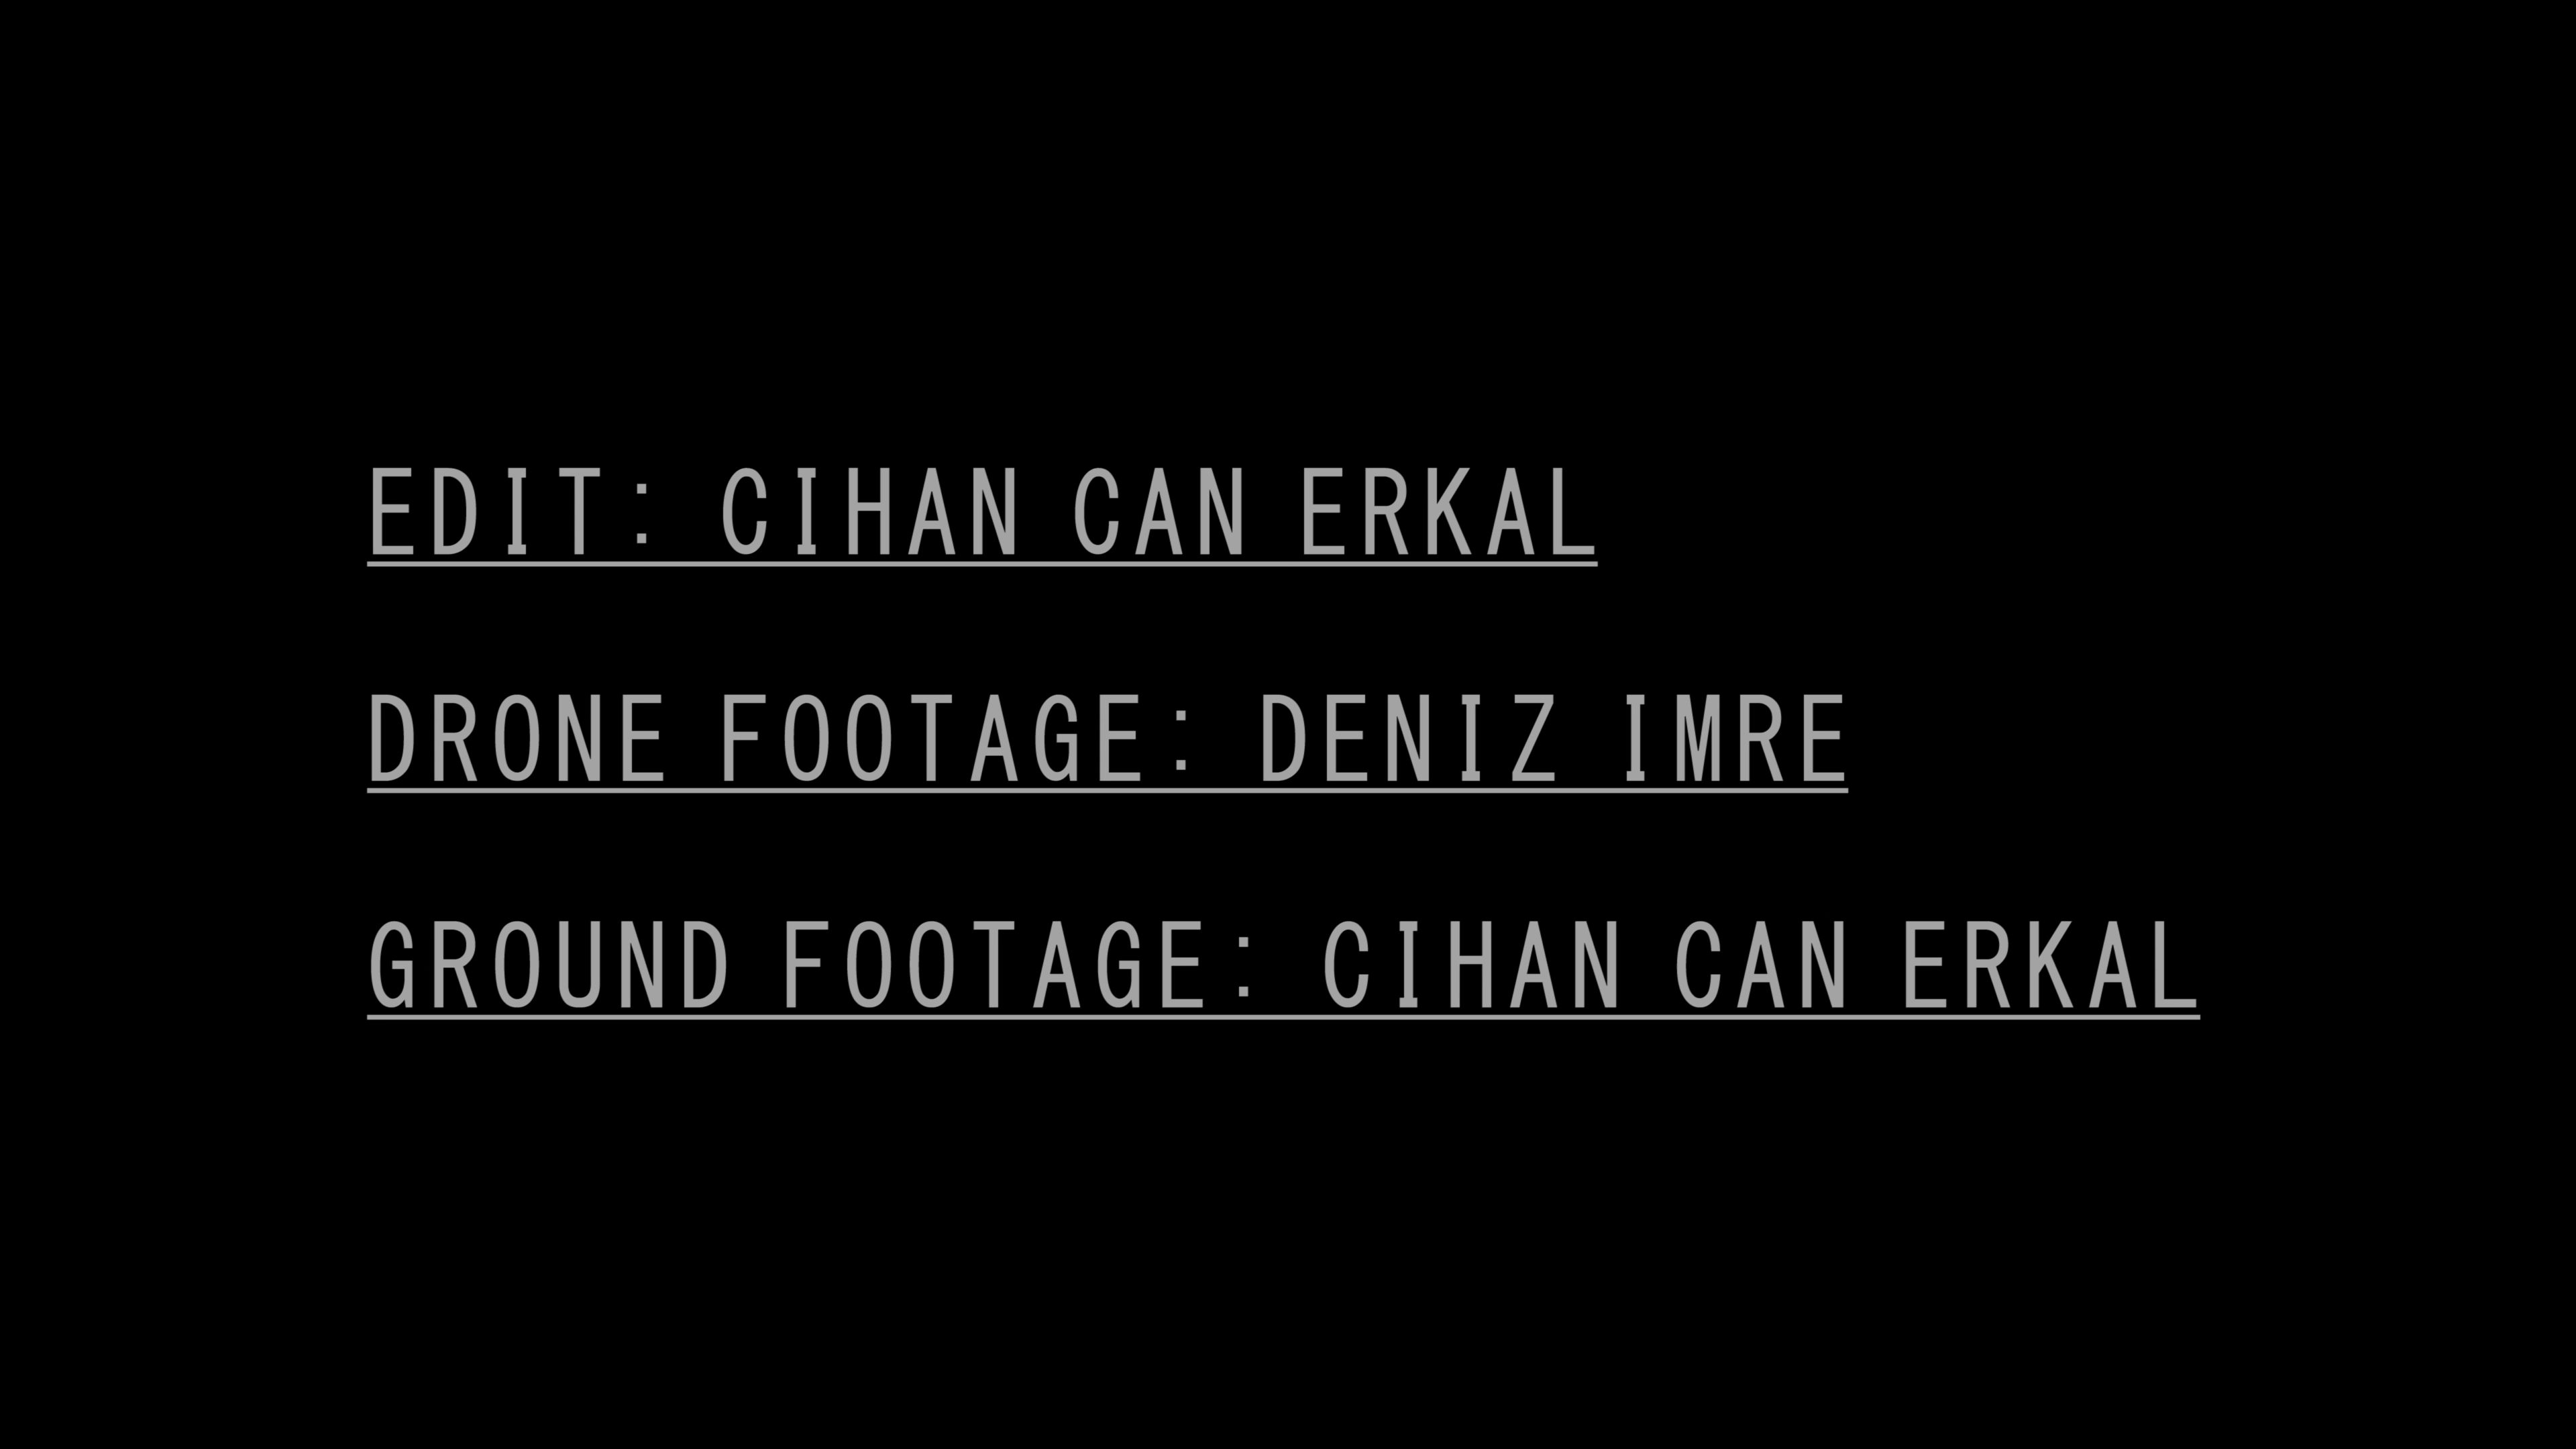 EDIT: CIHAN CAN ERKAL
DRONE FOOTAGE: DENIZ IMRE
GROUND FOOTAGE: CIHAN CAN ERKAL